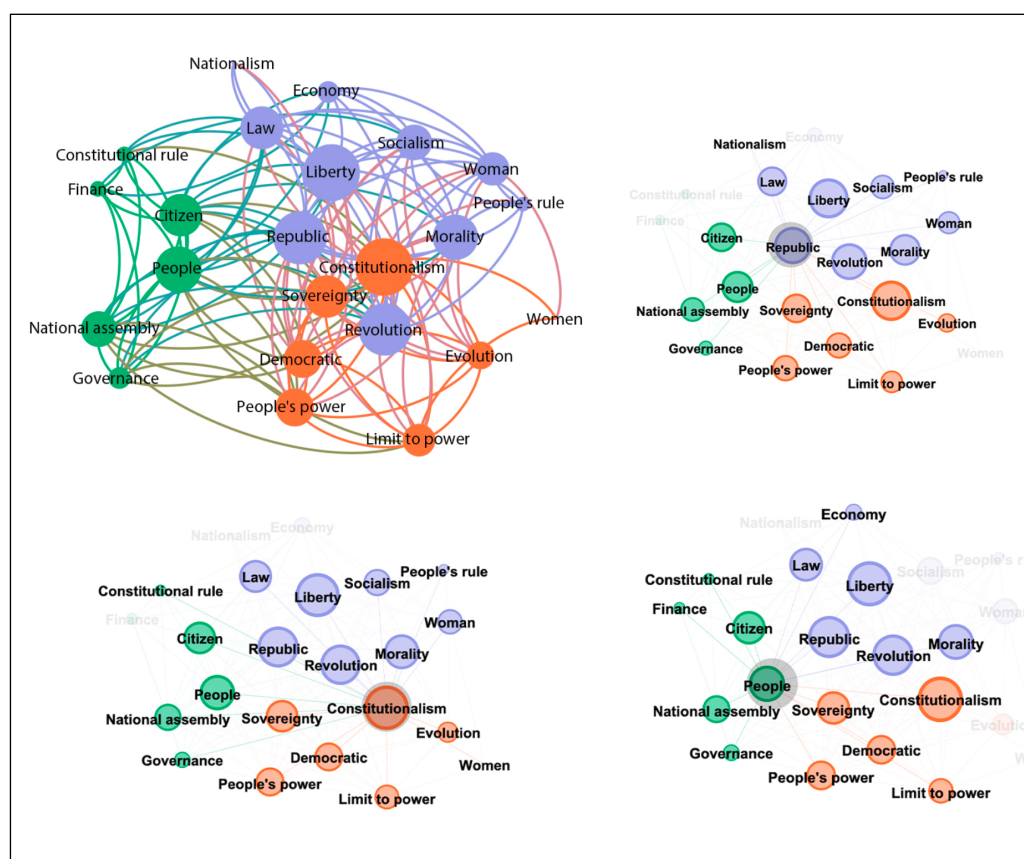 Nationalism
Economy
Law
Socialism
Constitutional rule
Liberty
Woman
Finance
People's rule
Citizen
Republic
Morality
People
Constitutionalism
Sovereignty
National assembly
Revolution
Women
Democratic
Evolution
Governance
People's power
Limit to power
Economy
Nationalism
Law
Socialism
People's rule
Constitutional rule
Liberty
Finance
Woman
Citizen
Republic
Morality
Revolution
People
Constitutionalism
National assembly
Sovereignty
Evolution
Governance
Democratic
Women
People's power
Limit to power
Economy
Nationalism
Law
Socialism
People's rule
Constitutional rule
Liberty
Finance
Woman
Citizen
Republic
Morality
Revolution
People
Constitutionalism
National assembly
Sovereignty
Evolution
Governance
Democratic
Women
People's power
Limit to power
Economy
Nationalism
Law
Socialism
People's r
Constitutional rule
Liberty
Finance
Woma
Citizen
Republic
Morality
Revolution
People
Constitutionalism
National assembly
Sovereignty
Evolutio
Governance
Democratic
W
People's power
Limit to power